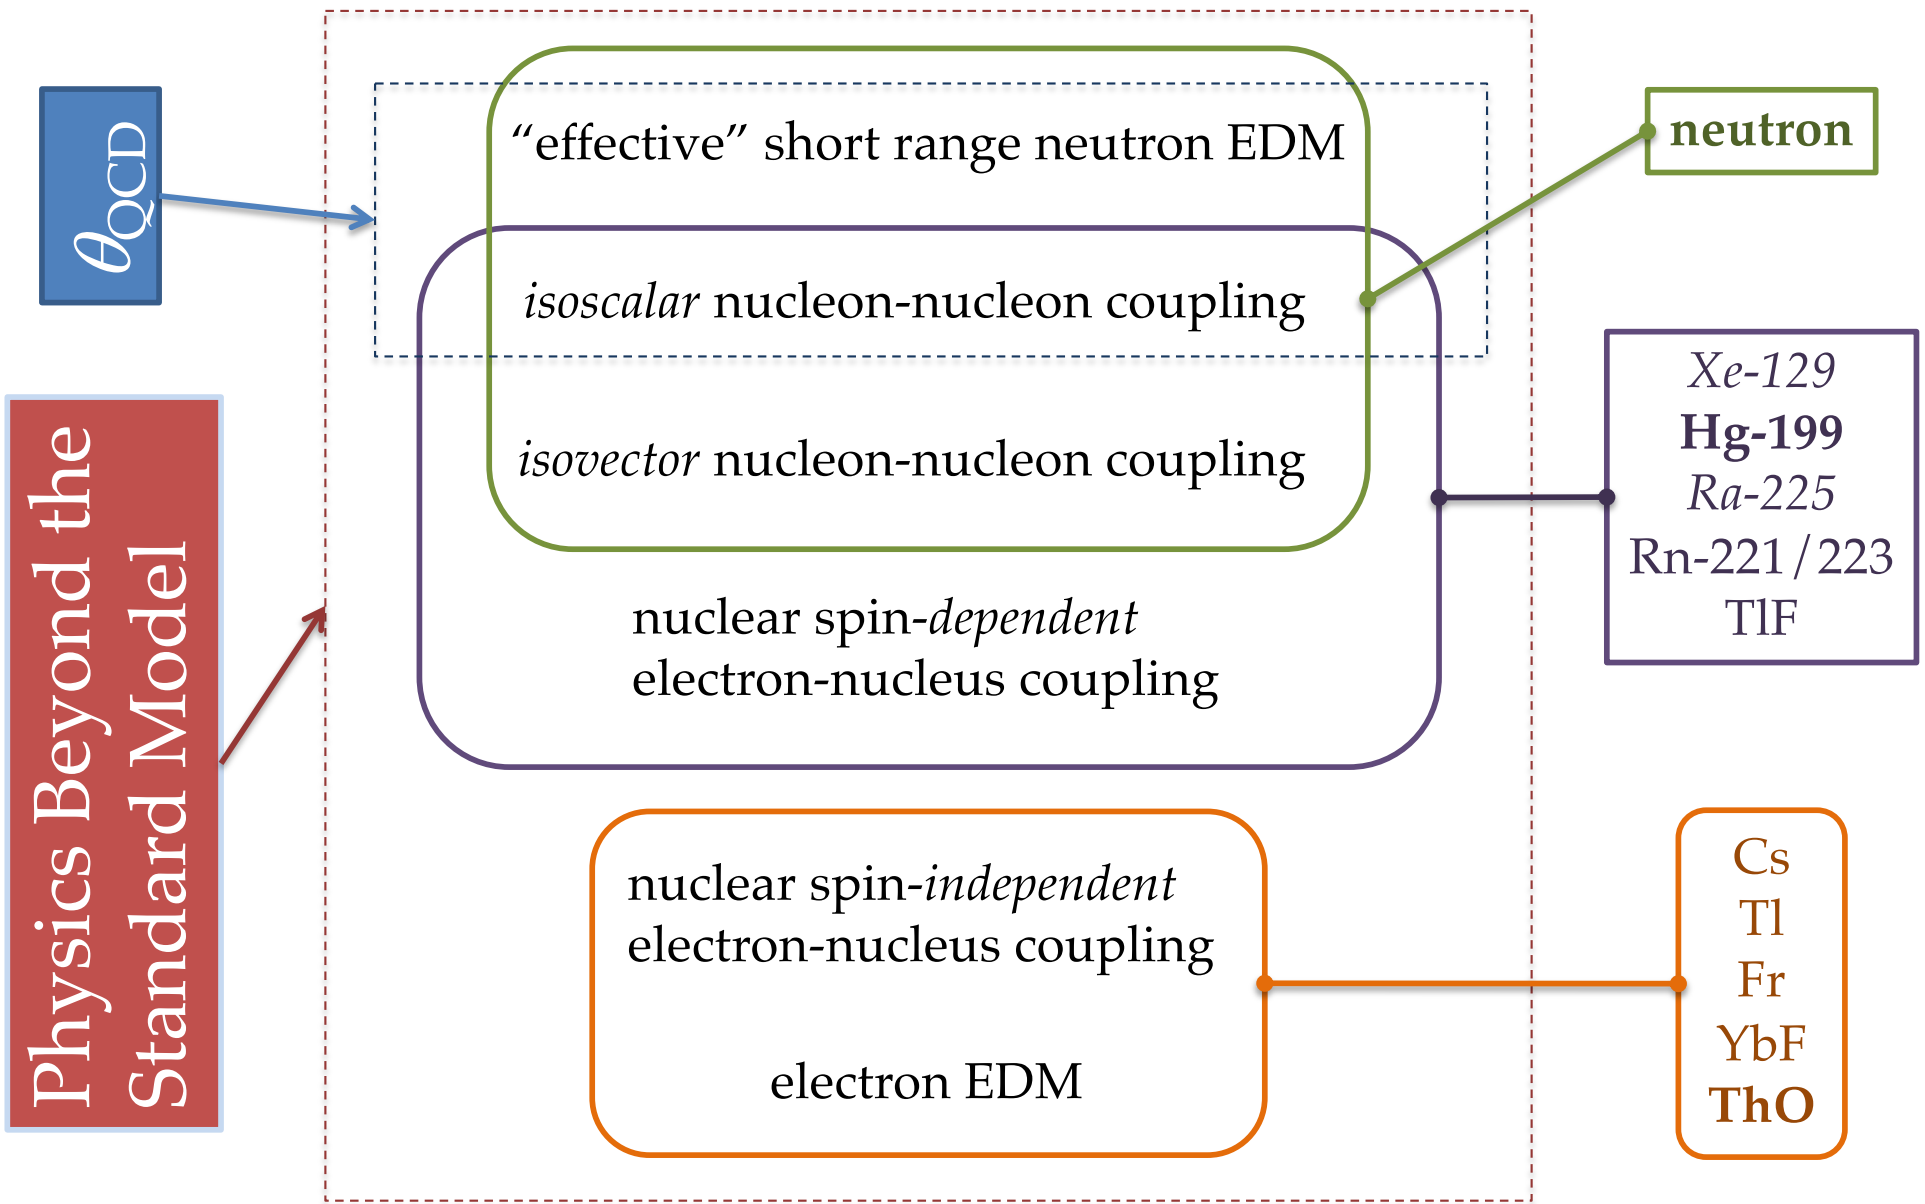 θQCD
Physics Beyond the
Standard Model
“effective” short range neutron EDM
isoscalar nucleon-nucleon coupling
isovector nucleon-nucleon coupling
nuclear spin-dependent
electron-nucleus coupling
nuclear spin-independent
electron-nucleus coupling
electron EDM
neutron
Xe-129
Hg-199
Ra-225
Rn-221/223
TlF
Cs
Tl
Fr
YbF
ThO